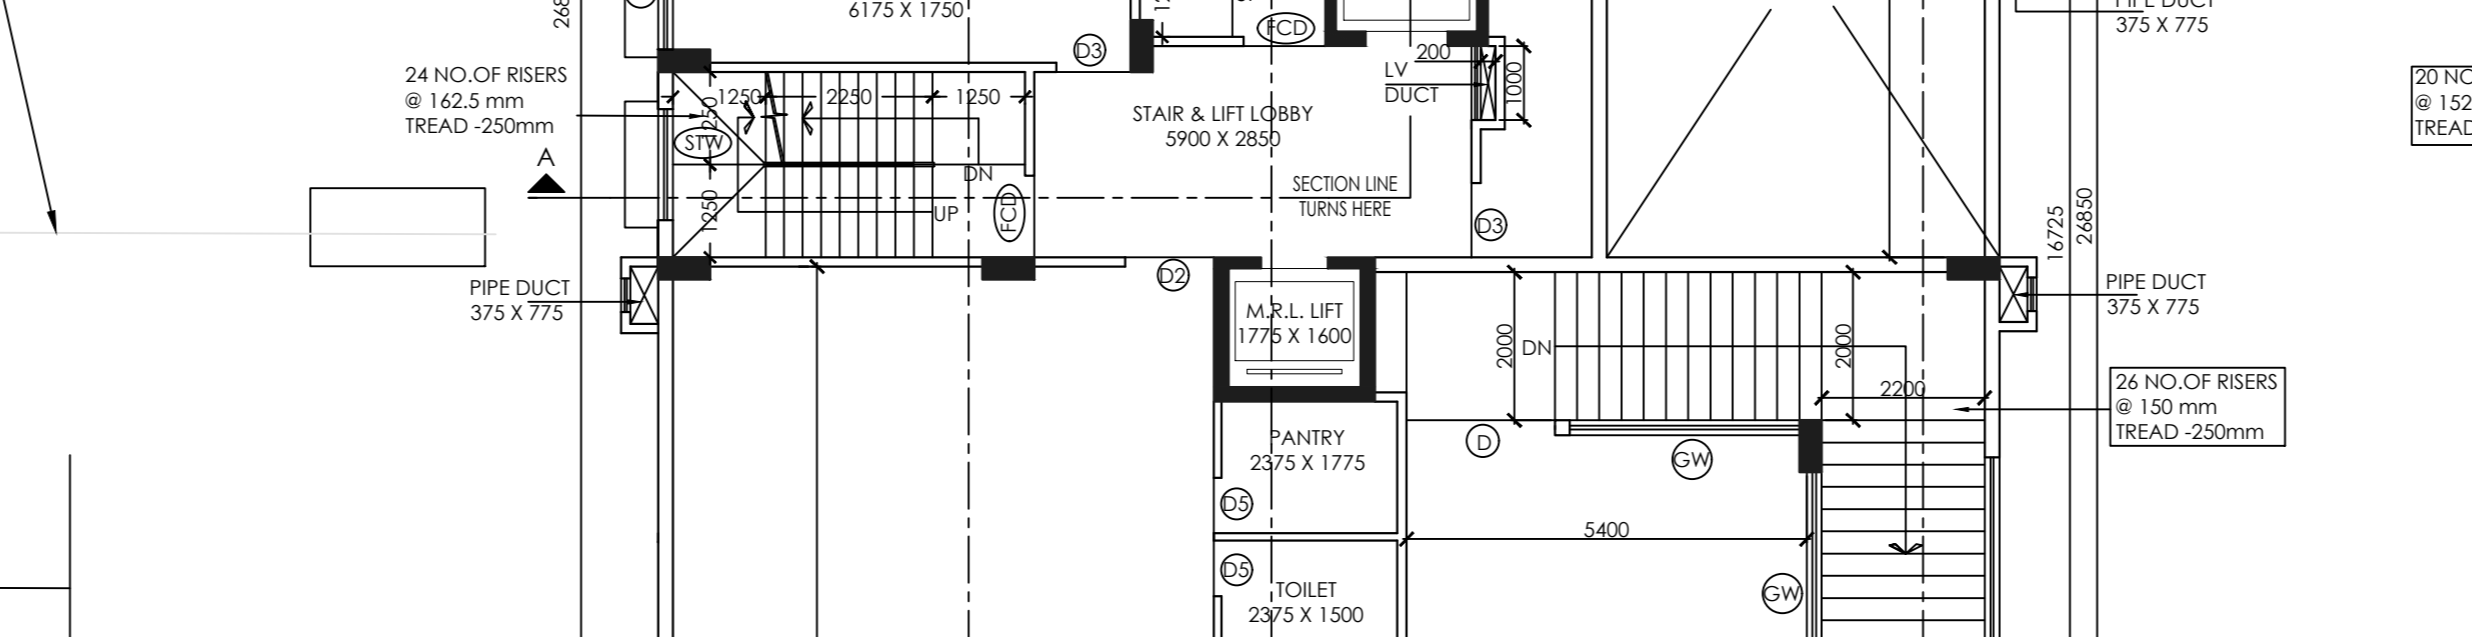 6175 X 1750
268
FCD
D3
PIPE DUCT
375 X 775
24 NO.OF RISERS
@ 162.5 mm
TREAD -250mm
1250
2250
1250
1250
STW
A
1250
DN
UP
FCD
STAIR & LIFT LOBBY
5900 X 2850
200
LV
DUCT
1000
SECTION LINE
TURNS HERE
D3
16725
26850
20 NO
@ 152
TREAD
PIPE DUCT
375 X 775
D2
M.R.L. LIFT
1775 X 1600
2000
DN
2000
2200
PIPE DUCT
375 X 775
26 NO.OF RISERS
@ 150 mm
TREAD -250mm
PANTRY
2375 X 1775
D5
D
GW
5400
D5
TOILET
2375 X 1500
GW